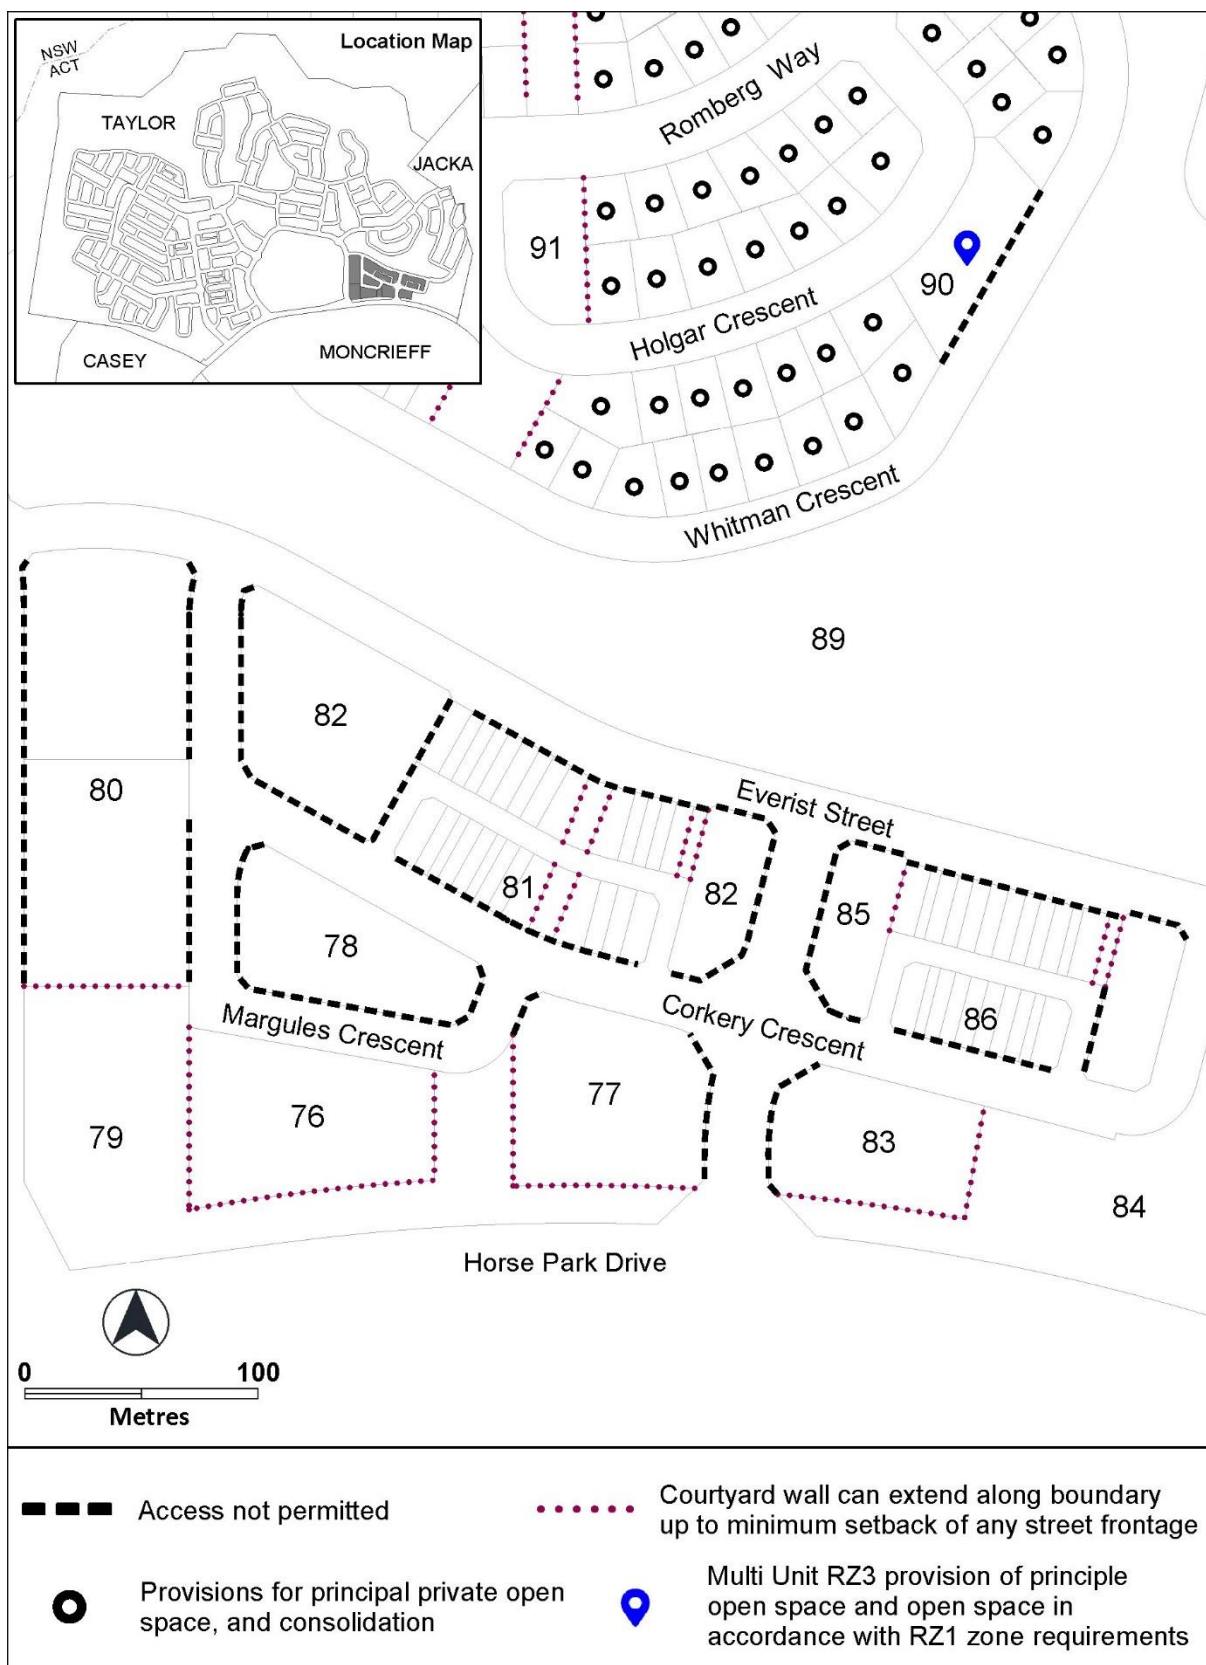 Location Map
NSW
ACT
TAYLOR
JACKA
CASEY
MONCRIEFF
Romberg Way
91
90
Holgar Crescent
Whitman Crescent
89
82
80
Everist Street
81
82
85
78
86
Margules Crescent
Corkery Crescent
77
76
79
83
84
Horse Park Drive
0 100
Metres
Access not permitted
Courtyard wall can extend along boundary
up to minimum setback of any street frontage
Provisions for principal private open
space, and consolidation
Multi Unit RZ3 provision of principle
open space and open space in
accordance with RZ1 zone requirements